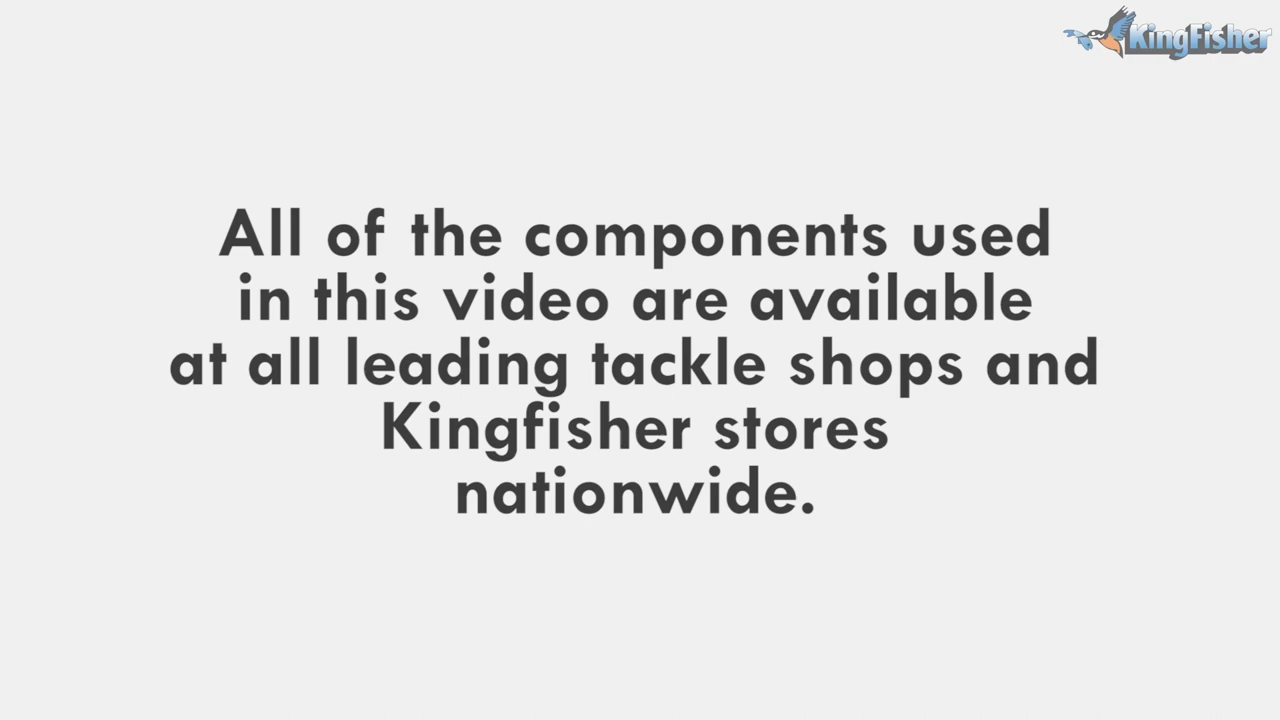 KingFisher
All of the components used
in this video are available
at all leading tackle shops and
Kingfisher stores
nationwide.